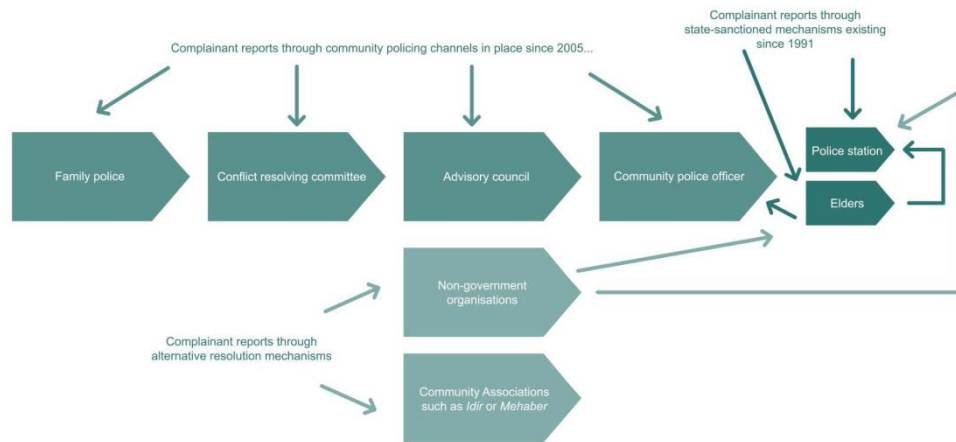 Complainant reports through community policing channels in place since 2005...
Complainant reports through
state-sanctioned mechanisms existing
since 1991
Family police
Conflict resolving committee
Advisory council
Community police officer
Police station
Elders
Non-government
organisations
Complainant reports through
alternative resolution mechanisms
Community Associations
such as Idir or Mehaber